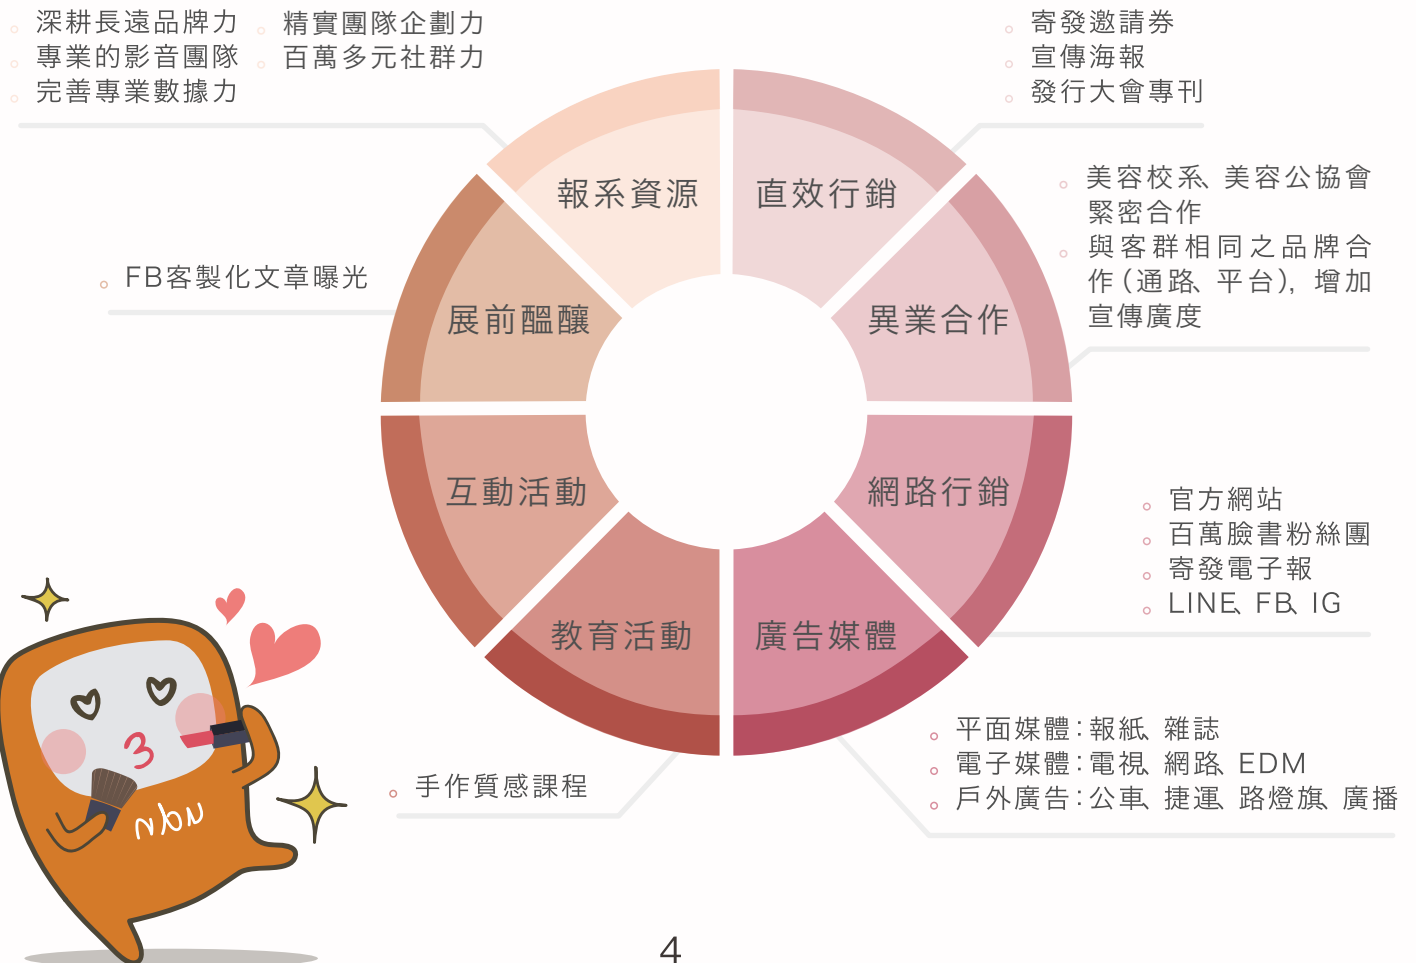 深耕長遠品牌力
專業的影音團隊
完善專業數據力
精實團隊企劃力
百萬多元社群力
寄發邀請券
宣傳海報
發行大會專刊
報系資源
直效行銷
美容校系、美容公協會
緊密合作
與客群相同之品牌合
作(通路、平台),增加
宣傳廣度
FB客製化文章曝光
展前醞釀
異業合作
互動活動
網路行銷
官方網站
百萬臉書粉絲團
寄發電子報
LINE、FB、IG
教育活動
廣告媒體
手作質感課程
平面媒體:報紙、雜誌
電子媒體:電視、網路、EDM
戶外廣告:公車、捷運、路燈旗、廣播
udn
4